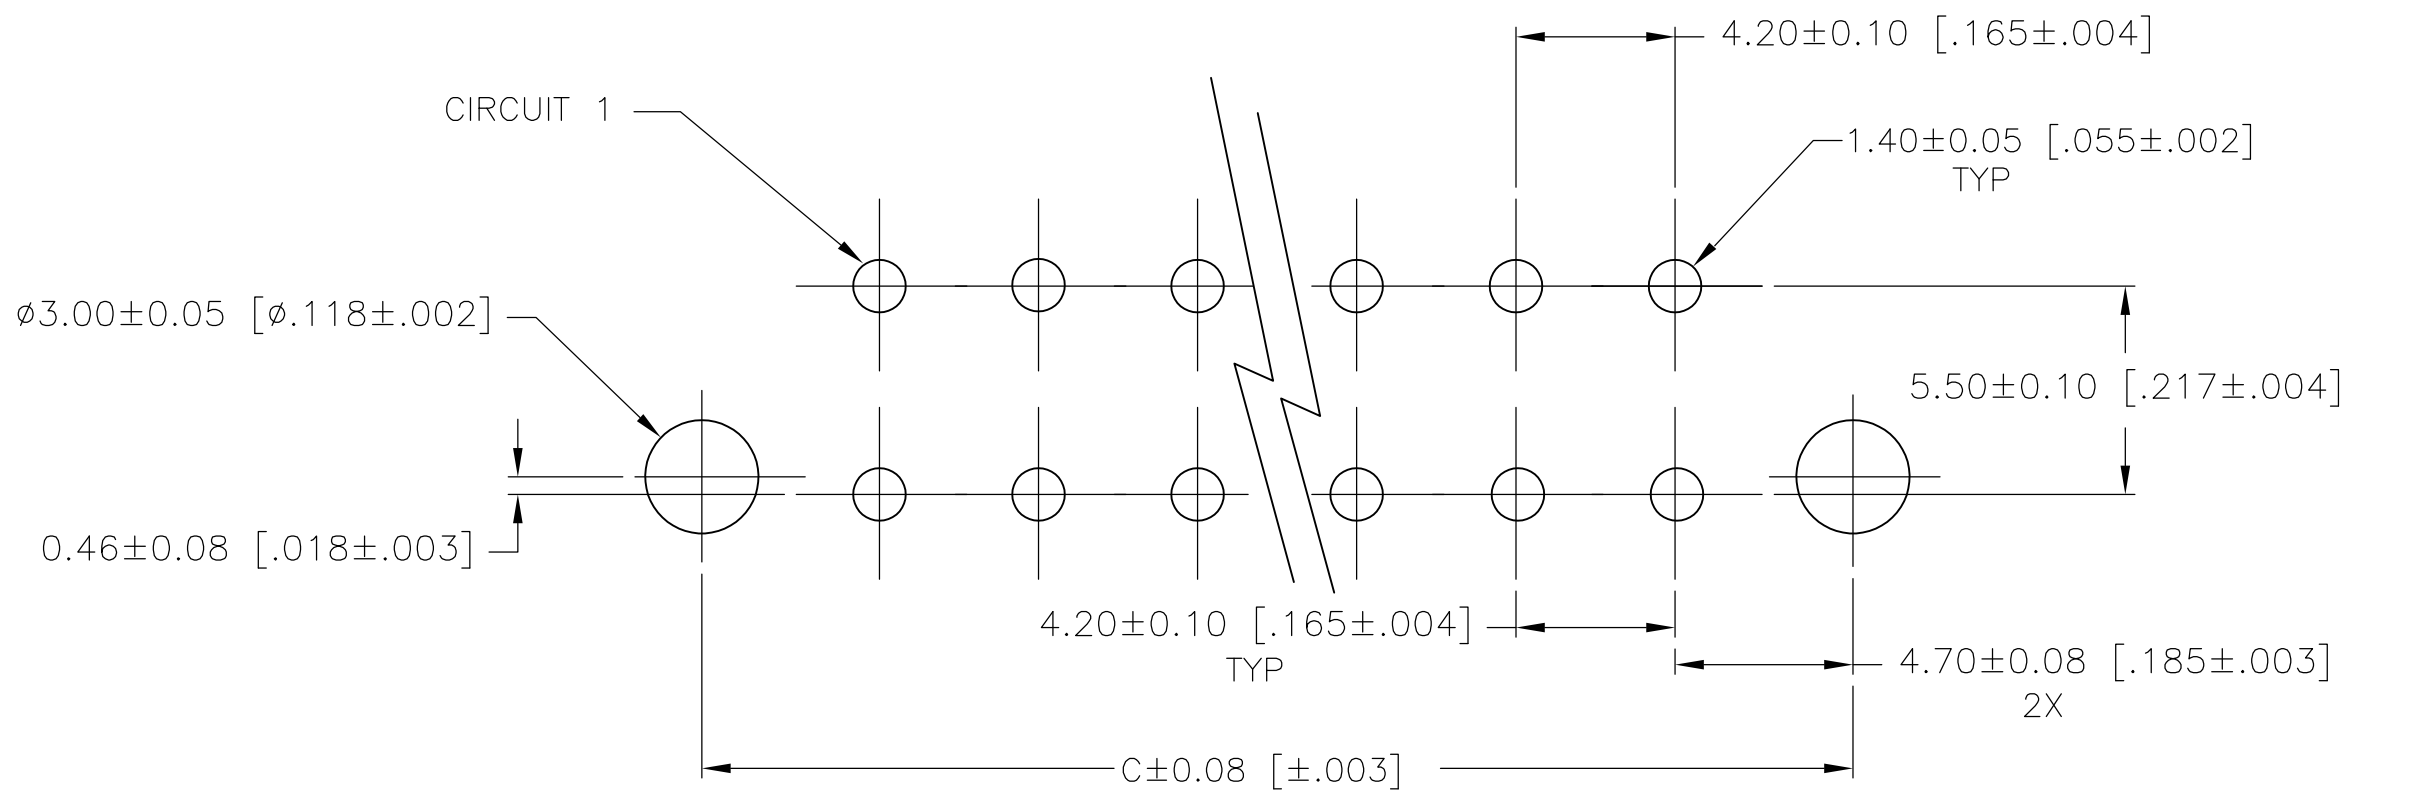 4.20±0.10 [.165±.004]
CIRCUIT 1
1.40±0.05 [.055±.002]
TYP
ø3.00±0.05 [ø.118±.002]
5.50±0.10 [.217±.004]
0.46±0.08 [.018±.003]
4.20±0.10 [.165±.004]
TYP
4.70±0.08 [.185±.003]
2X
C±0.08 [±.003]